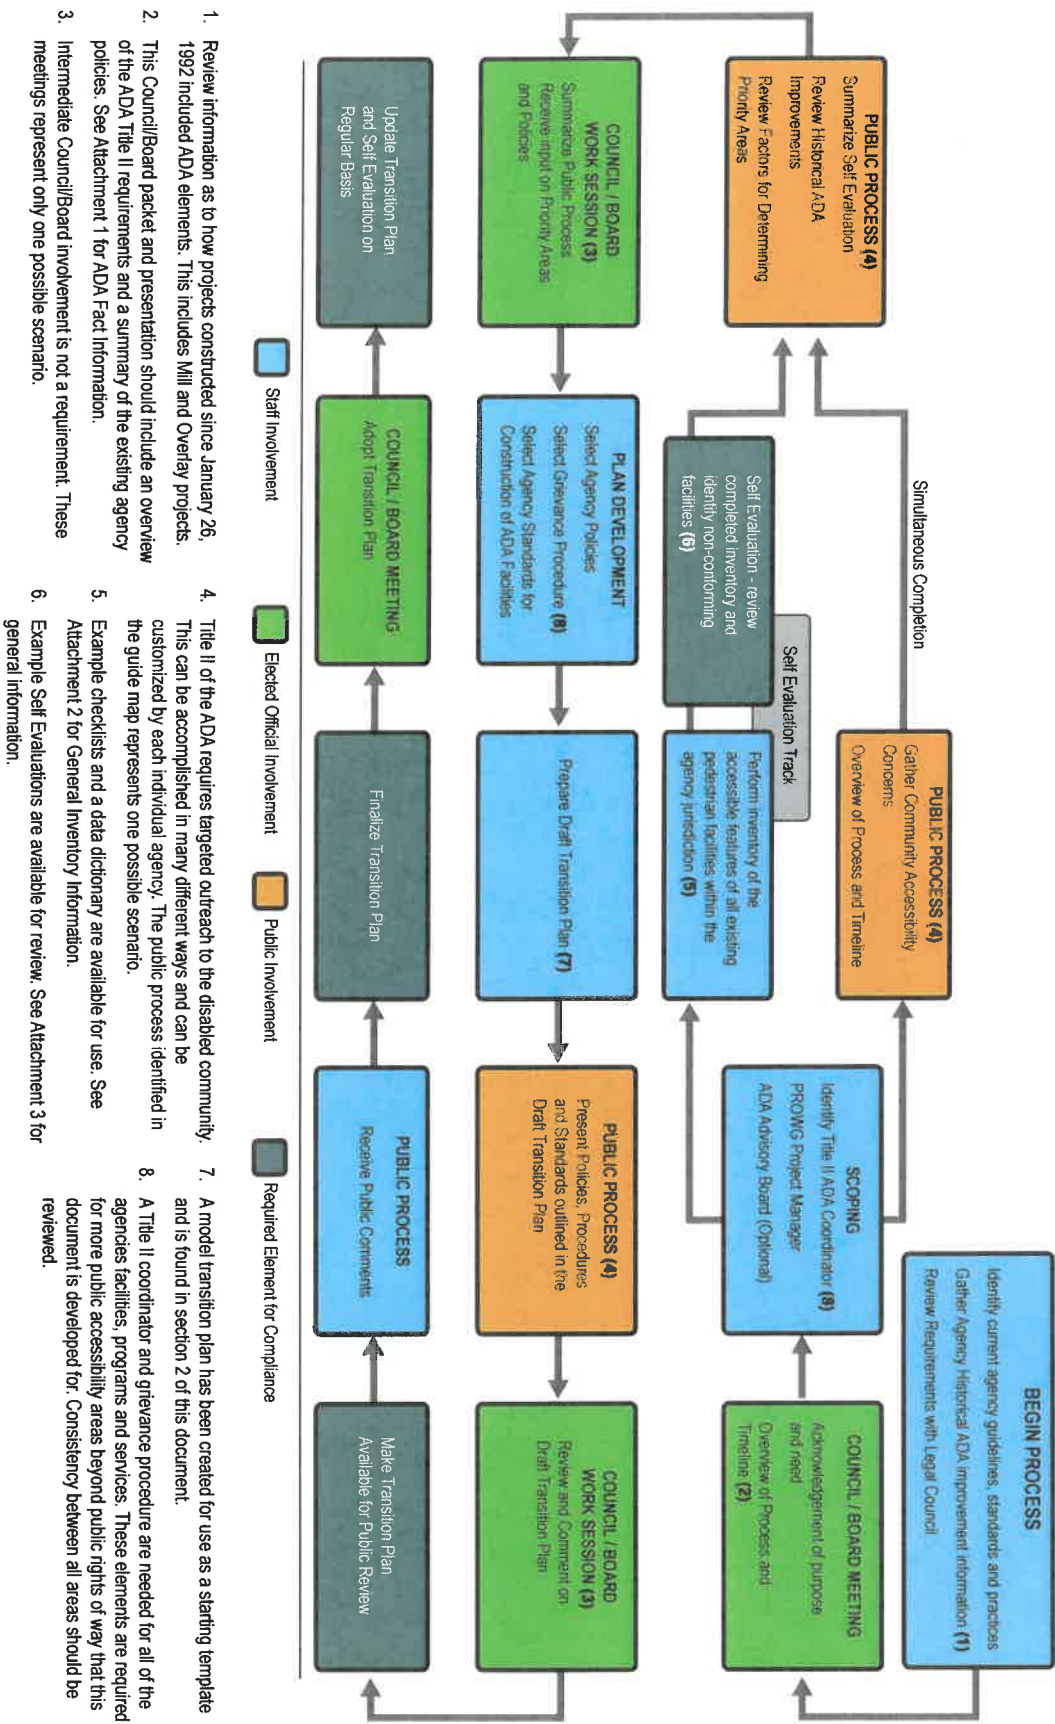 BEGIN PROCESS
Identify current agency guidelines, standards and practices
Gather Agency Historical ADA improvement information (1)
Review Requirements with Legal Council
COUNCIL / BOARD MEETING
Acknowledgement of purpose
and need
Overview of Process and
Timeline (2)
SCOPING
Identify Title II ADA Coordinator (8)
PROWG Project Manager
ADA Advisory Board (Optional)
PUBLIC PROCESS (4)
Gather Community Accessibility
Concerns
Overview of Process and Timeline
Simultaneous Completion
Self Evaluation Track
Perform inventory of the
accessible features of all existing
pedestrian facilities within the
agency jurisdiction (5)
Self Evaluation - review
completed inventory and
identify non-conforming
facilities (6)
PUBLIC PROCESS (4)
Summarize Self Evaluation
Review Historical ADA
Improvements
Review Factors for Determining
Priority Areas
COUNCIL / BOARD
WORK SESSION (3)
Summarize Public Process
Receive Input on Priority Areas
and Policies
PLAN DEVELOPMENT
Select Agency Policies
Select Grievance Procedure (8)
Select Agency Standards for
Construction of ADA Facilities
Prepare Draft Transition Plan (7)
PUBLIC PROCESS (4)
Present Policies, Procedures
and Standards outlined in the
Draft Transition Plan
COUNCIL / BOARD
WORK SESSION (3)
Review and Comment on
Draft Transition Plan
Make Transition Plan
Available for Public Review
PUBLIC PROCESS
Receive Public Comments
Finalize Transition Plan
COUNCIL / BOARD MEETING
Adopt Transition Plan
Update Transition Plan
and Self Evaluation on
Regular Basis
Staff Involvement
Elected Official Involvement
Public Involvement
Required Element for Compliance
1. Review information as to how projects constructed since January 26,
1992 included ADA elements. This includes Mill and Overlay projects.
2. This Council/Board packet and presentation should include an overview
of the ADA Title II requirements and a summary of the existing agency
policies. See Attachment 1 for ADA Fact Information.
3. Intermediate Council/Board involvement is not a requirement. These
meetings represent only one possible scenario.
4. Title II of the ADA requires targeted outreach to the disabled community.
This can be accomplished in many different ways and can be
customized by each individual agency. The public process identified in
the guide map represents one possible scenario.
5. Example checklists and a data dictionary are available for use. See
Attachment 2 for General Inventory Information.
6. Example Self Evaluations are available for review. See Attachment 3 for
general information.
7. A model transition plan has been created for use as a starting template
and is found in section 2 of this document.
8. A Title II coordinator and grievance procedure are needed for all of the
agencies facilities, programs and services. These elements are required
for more public accessibility areas beyond public rights of way that this
document is developed for. Consistency between all areas should be
reviewed.